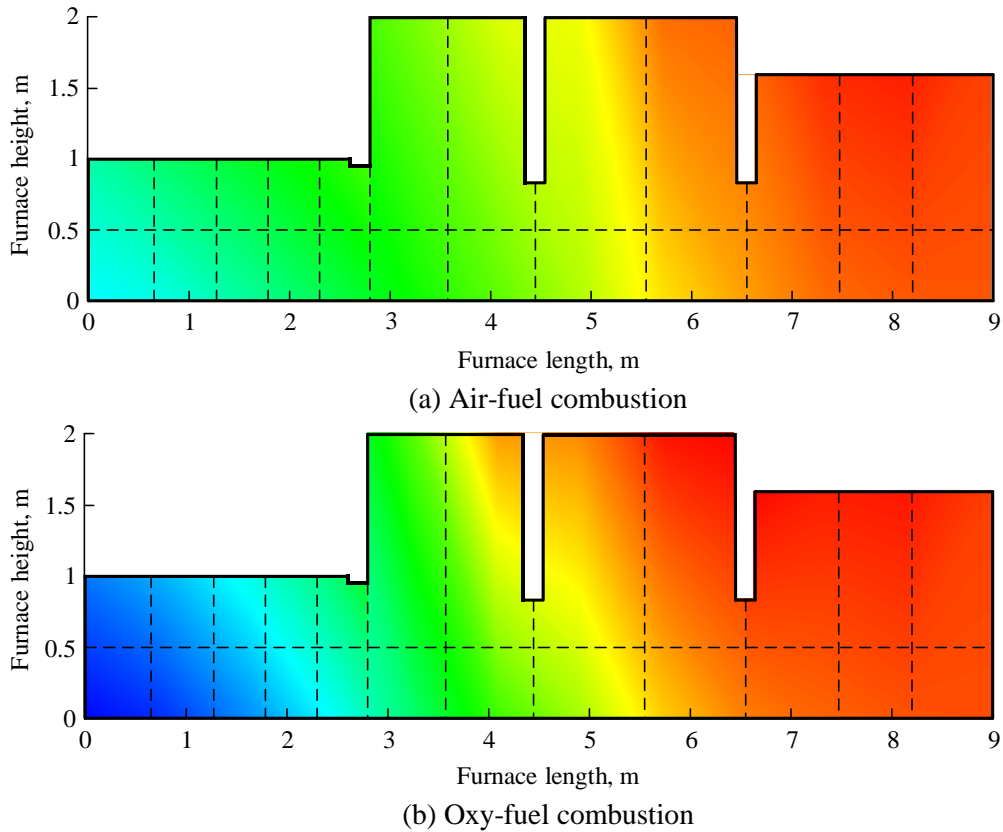 2
1.5
1
0.5
0
Furnace height, m
0 1 2 3 4 5 6 7 8 9
Furnace length, m
(a) Air-fuel combustion
2
1.5
1
0.5
0
Furnace height, m
0 1 2 3 4 5 6 7 8 9
Furnace length, m
(b) Oxy-fuel combustion